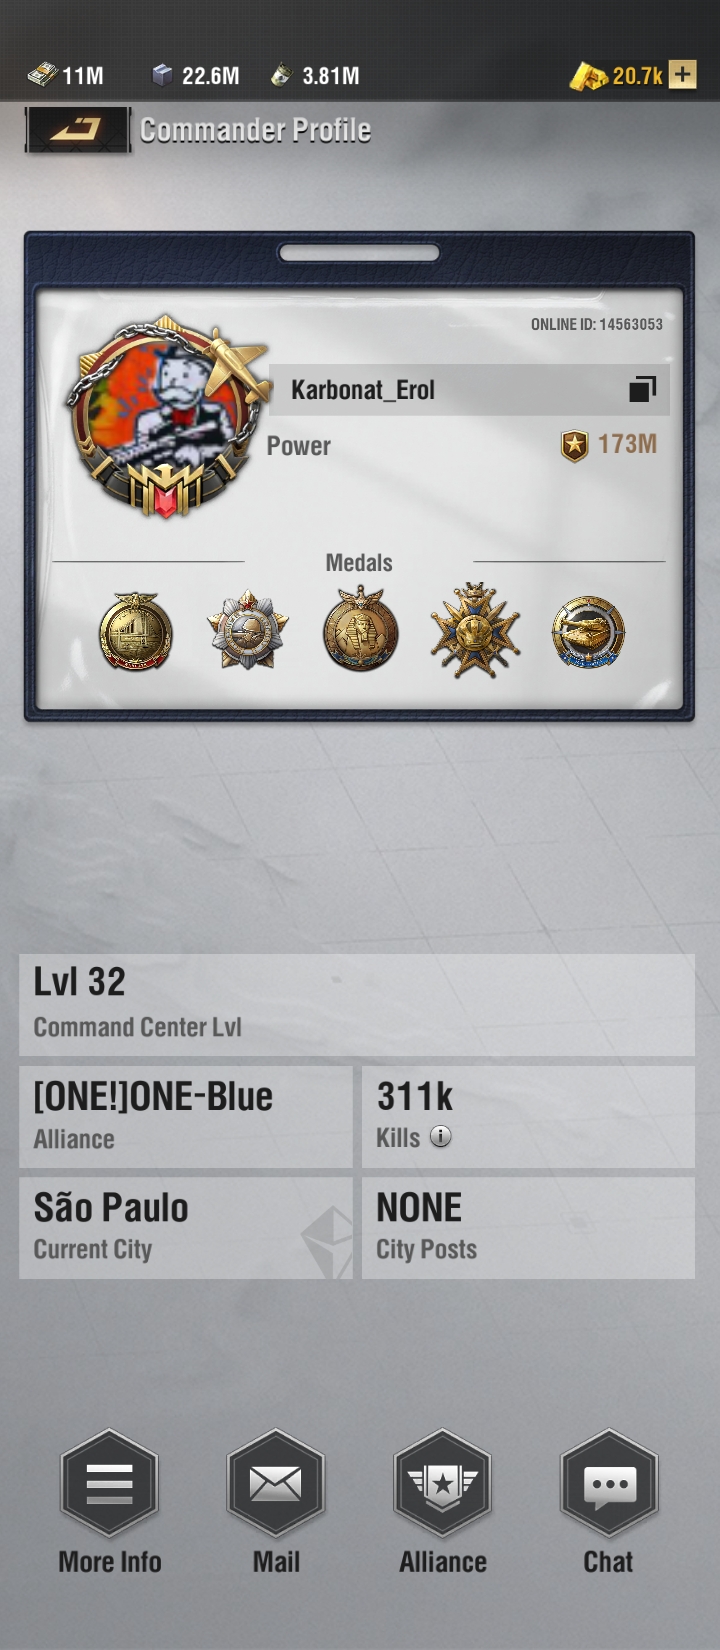 11M 22.6M 3.81M 20.7k
Commander Profile
ONLINE ID: 14563053
Karbonat_Erol
Power 173M
Medals
Lvl 32
Command Center Lvl
[ONE!]ONE-Blue
Alliance
311k
Kills
São Paulo
Current City
NONE
City Posts
More Info Mail Alliance Chat